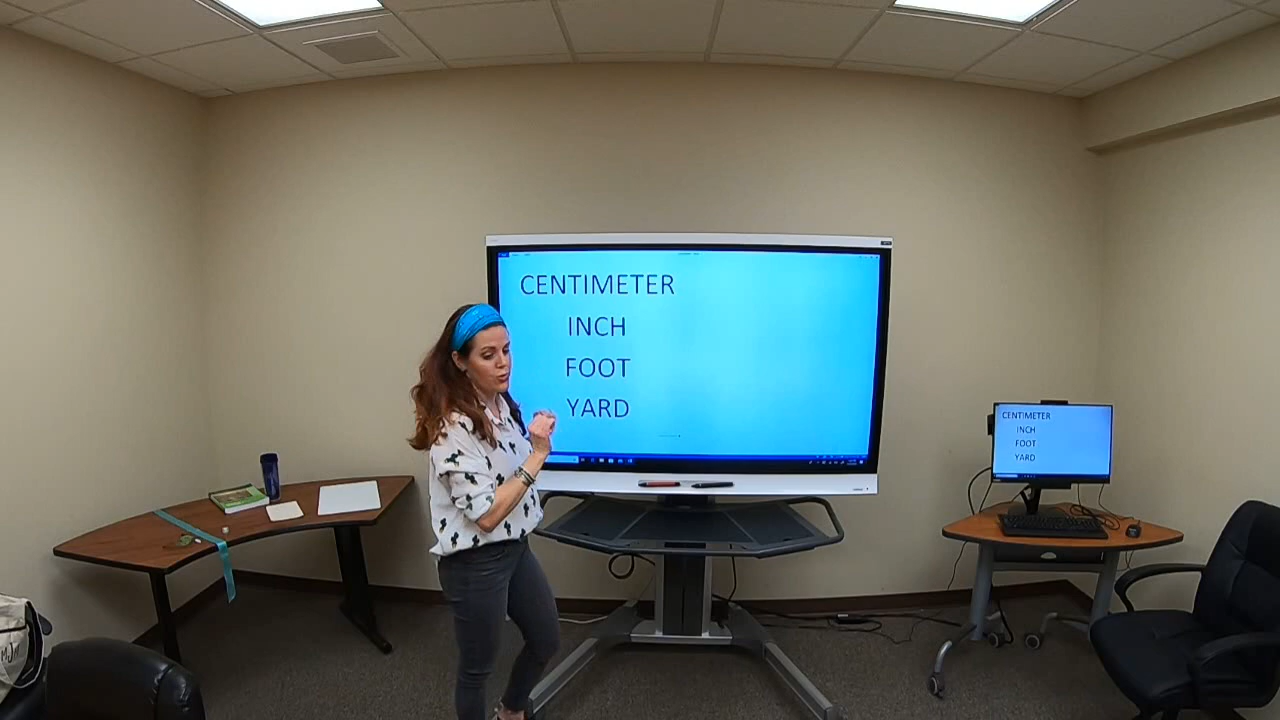 CENTIMETER
INCH
FOOT
YARD
CENTIMETER
INCH
FOOT
YARD